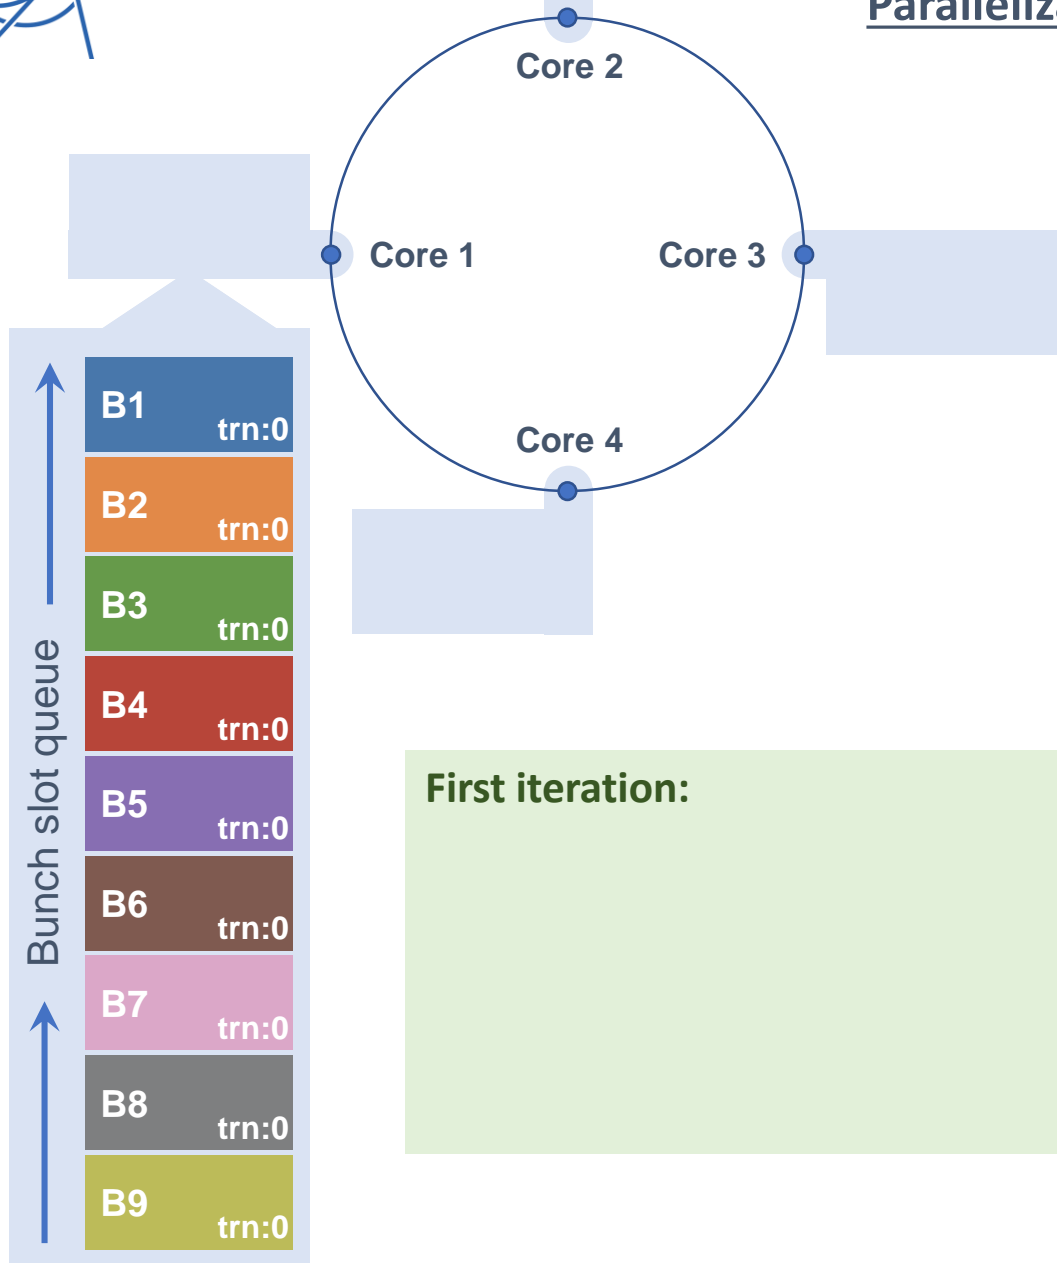 Core 2
Core 1
Core 3
Core 4
Bunch slot queue
B1
trn:0
B2
trn:0
B3
trn:0
B4
trn:0
B5
trn:0
B6
trn:0
B7
trn:0
B8
trn:0
B9
trn:0
First iteration: